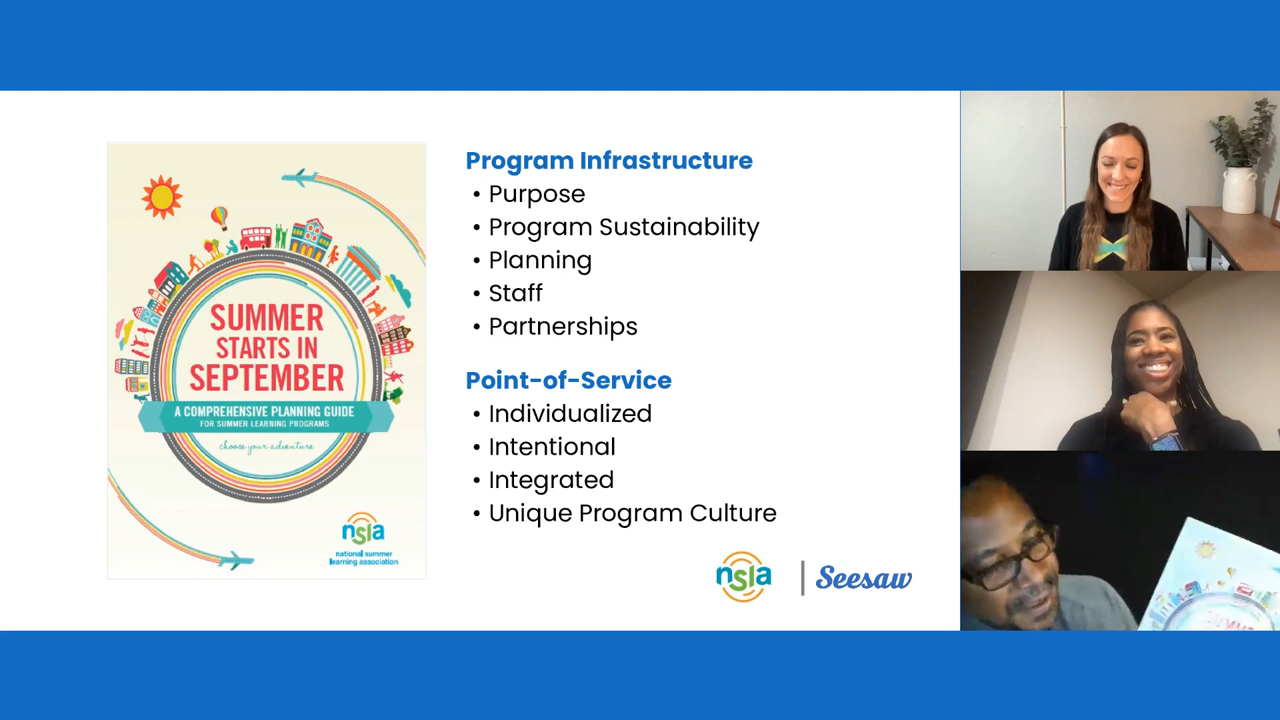 SUMMER
STARTS IN
SEPTEMBER
A COMPREHENSIVE PLANNING GUIDE
FOR SUMMER LEARNING PROGRAMS
choose your adventure
nsla
national summer
learning association
Program Infrastructure
• Purpose
• Program Sustainability
• Planning
• Staff
• Partnerships
Point-of-Service
• Individualized
• Intentional
• Integrated
• Unique Program Culture
nsla | Seesaw